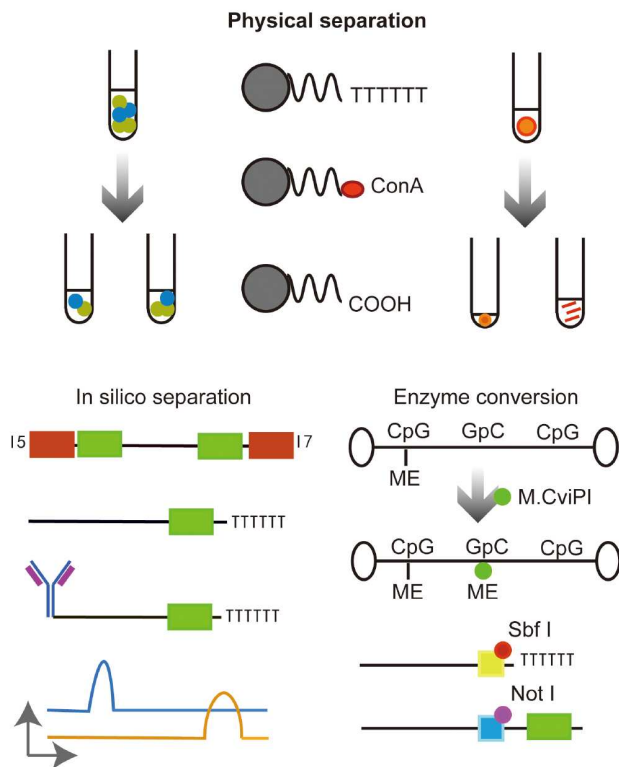 Physical separation
TTTTTT
ConA
COOH
In silico separation
I5
I7
TTTTTT
TTTTTT
Enzyme conversion
CpG GpC CpG
ME
M.CviPI
CpG GpC CpG
ME ME
Sbf I
TTTTTT
Not I